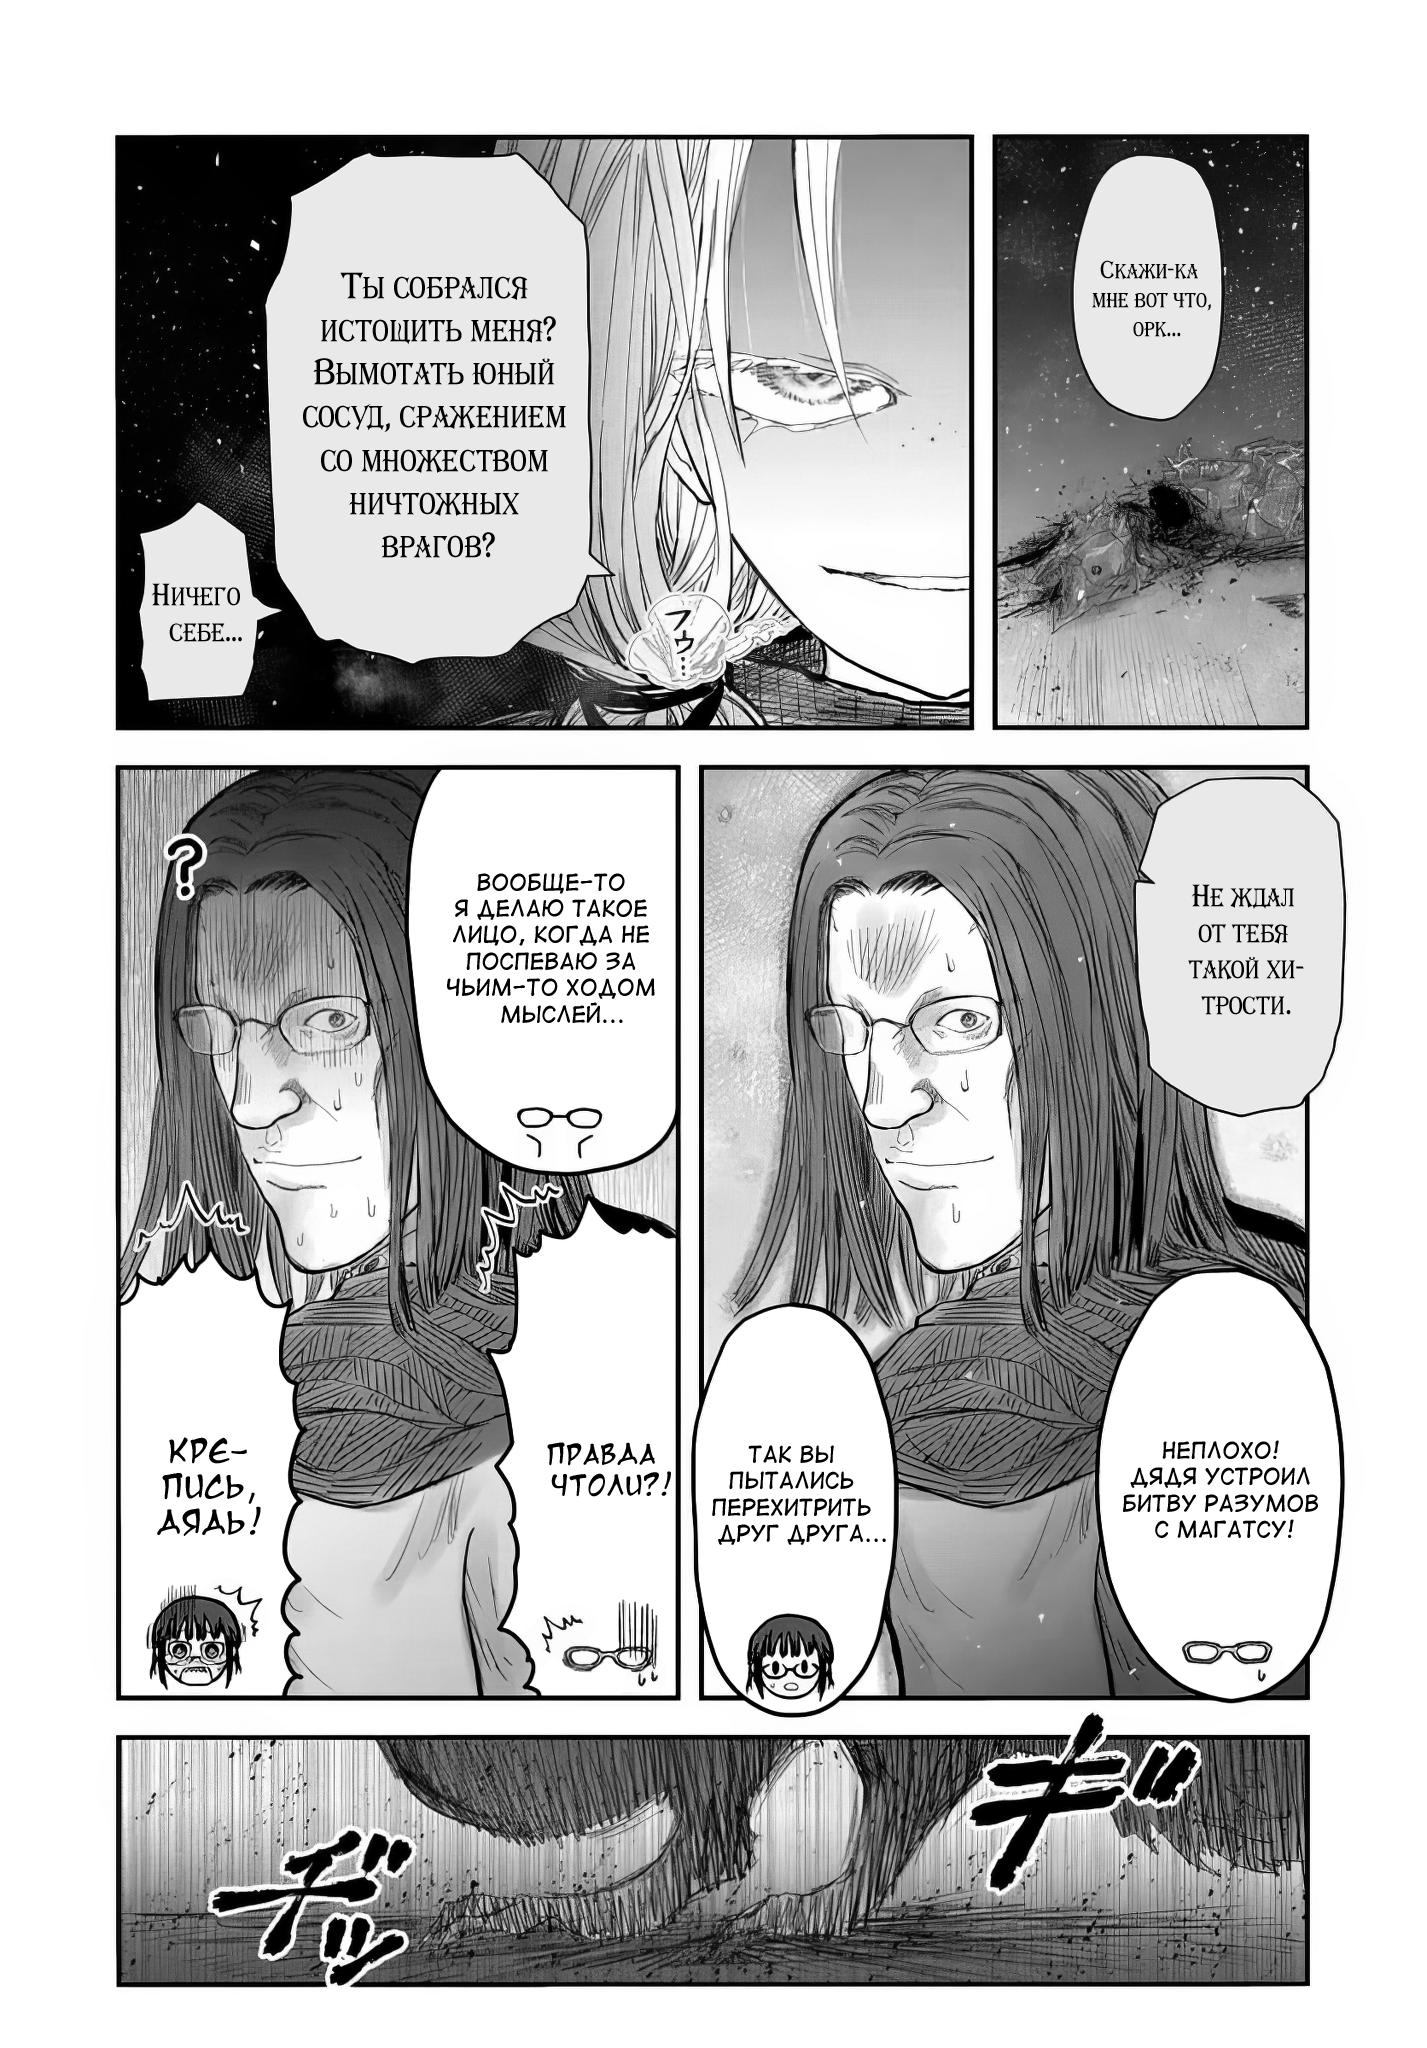 Скажи-ка
мне вот что,
орк...
Ты собрался
истощить меня?
Вымотать юный
сосуд, сражением
со множеством
ничтожных
врагов?
フゥ…
Ничего
себе...
Не ждал
от тебя
такой хи-
трости.
НЕПЛОХО!
ДЯДЯ УСТРОИЛ
БИТВУ РАЗУМОВ
С МАГАТСУ!
ТАК ВЫ
ПЫТАЛИСЬ
ПЕРЕХИТРИТЬ
ДРУГ ДРУГА...
?
ВООБЩЕ-ТО
Я ДЕЛАЮ ТАКОЕ
ЛИЦО, КОГДА НЕ
ПОСПЕВАЮ ЗА
ЧЬИМ-ТО ХОДОМ
МЫСЛЕЙ...
ПРАВДА
ЧТОЛИ?!
КРЕ-
ПИСЬ,
ДЯДЬ!
ギ゙
ヂッ